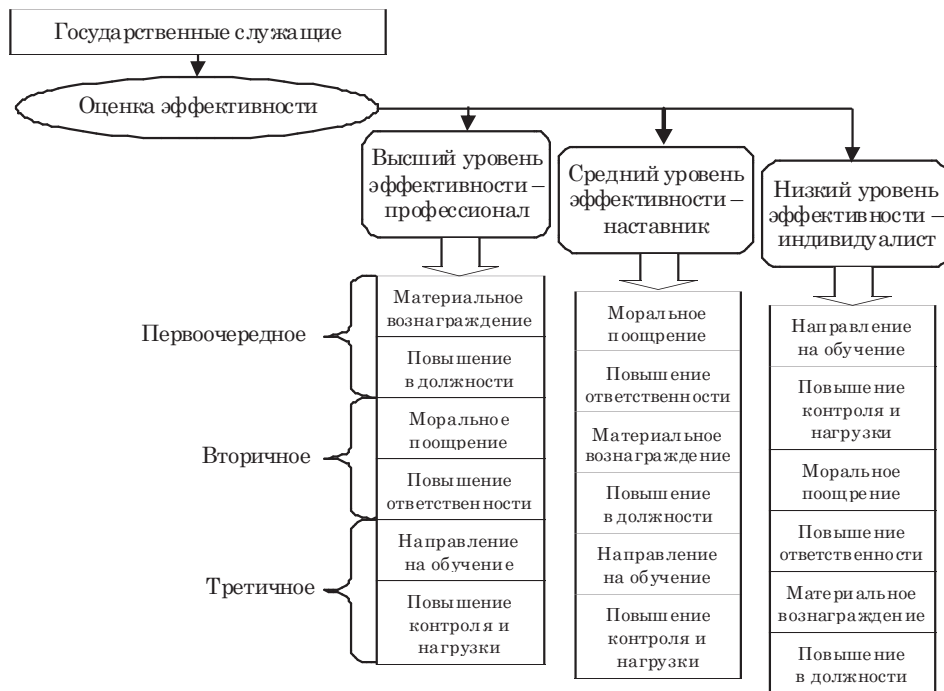 Государственные служащие
Оценка эффективности
Высший уровень
эффективности –
профессионал
Средний уровень
эффективности –
наставник
Низкий уровень
эффективности –
индивидуалист
Первоочередное
Вторичное
Третичное
Материальное
вознаграждение
Повышение
в должности
Моральное
поощрение
Повышение
ответственности
Направление
на обучение
Повышение
контроля и
нагрузки
Моральное
поощрение
Повышение
ответственности
Материальное
вознаграждение
Повышение
в должности
Направление
на обучение
Повышение
контроля и
нагрузки
Направление
на обучение
Повышение
контроля и
нагрузки
Моральное
поощрение
Повышение
ответственности
Материальное
вознаграждение
Повышение
в должности